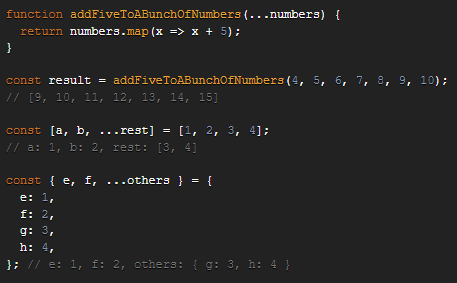 function addFiveToABunchOfNumbers(...numbers) {
  return numbers.map(x => x + 5);
}

const result = addFiveToABunchOfNumbers(4, 5, 6, 7, 8, 9, 10);
// [9, 10, 11, 12, 13, 14, 15]

const [a, b, ...rest] = [1, 2, 3, 4];
// a: 1, b: 2, rest: [3, 4]

const { e, f, ...others } = {
  e: 1,
  f: 2,
  g: 3,
  h: 4,
}; // e: 1, f: 2, others: { g: 3, h: 4 }